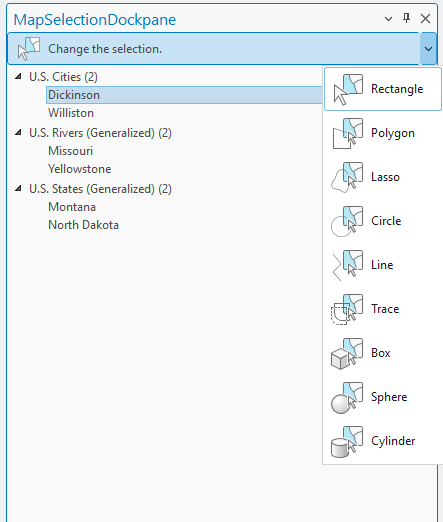 MapSelectionDockpane
Change the selection.
U.S. Cities (2)
Dickinson
Williston
U.S. Rivers (Generalized) (2)
Missouri
Yellowstone
U.S. States (Generalized) (2)
Montana
North Dakota
Rectangle
Polygon
Lasso
Circle
Line
Trace
Box
Sphere
Cylinder